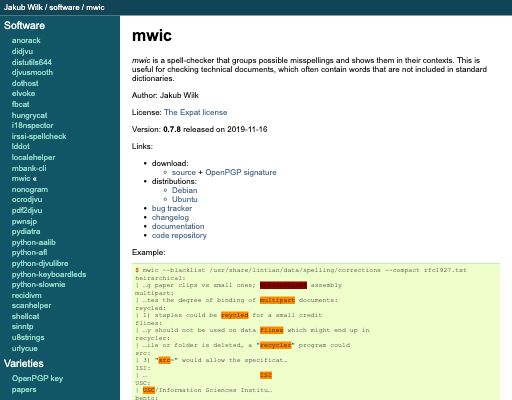 Jakub Wilk / software / mwic
Software
anorack
didjvu
distutils644
djvusmooth
dothost
elvoke
fbcat
hungrycat
i18nspector
irssi-spellcheck
lddot
localehelper
mbank-cli
mwic «
nonogram
ocrodjvu
pdf2djvu
pwnsjp
pydiatra
python-aalib
python-afl
python-djvulibre
python-keyboardleds
python-slownie
recidivm
scanhelper
shellcat
sinntp
u8strings
urlycue
Varieties
OpenPGP key
papers
mwic
mwic is a spell-checker that groups possible misspellings and shows them in their contexts. This is
useful for checking technical documents, which often contain words that are not included in standard
dictionaries.
Author: Jakub Wilk
License: The Expat license
Version: 0.7.8 released on 2019-11-16
Links:
download:
source + OpenPGP signature
distributions:
Debian
Ubuntu
bug tracker
changelog
documentation
code repository
Example:
$ mwic --blacklist /usr/share/lintian/data/spelling/corrections --compact rfc1927.txt
heirarchical:
| …g paper clips vs small ones; assembly
multipart:
| …tes the degree of binding of multipart documents:
reycled:
| 1] staples could be reycled for a small credit
flines:
| …y should not be used on data flines which might end up in
recycler:
| …ile or folder is deleted, a "recycler" program could
src:
| 3] "src=" would allow the specificat…
ISI:
| … ISI
USC:
| USC/Information Sciences Institu…
bento: